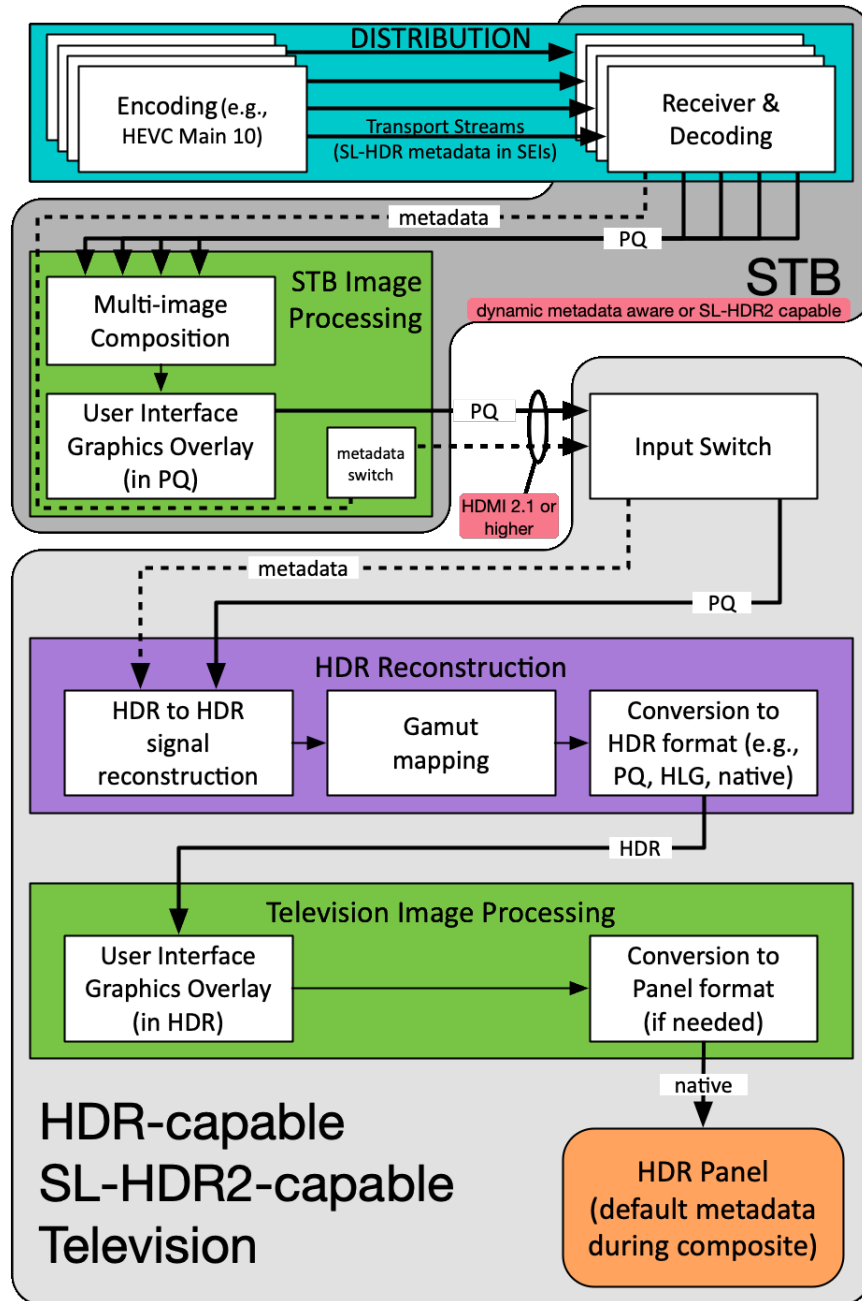 DISTRIBUTION
Encoding (e.g.,
HEVC Main 10)
Transport Streams
(SL-HDR metadata in SEIs)
Receiver &
Decoding
metadata
PQ
STB
dynamic metadata aware or SL-HDR2 capable
STB Image
Processing
Multi-image
Composition
User Interface
Graphics Overlay
(in PQ)
metadata
switch
PQ
HDMI 2.1 or
higher
Input Switch
metadata
PQ
HDR Reconstruction
HDR to HDR
signal
reconstruction
Gamut
mapping
Conversion to
HDR format (e.g.,
PQ, HLG, native)
HDR
Television Image Processing
User Interface
Graphics Overlay
(in HDR)
Conversion to
Panel format
(if needed)
native
HDR-capable
SL-HDR2-capable
Television
HDR Panel
(default metadata
during composite)